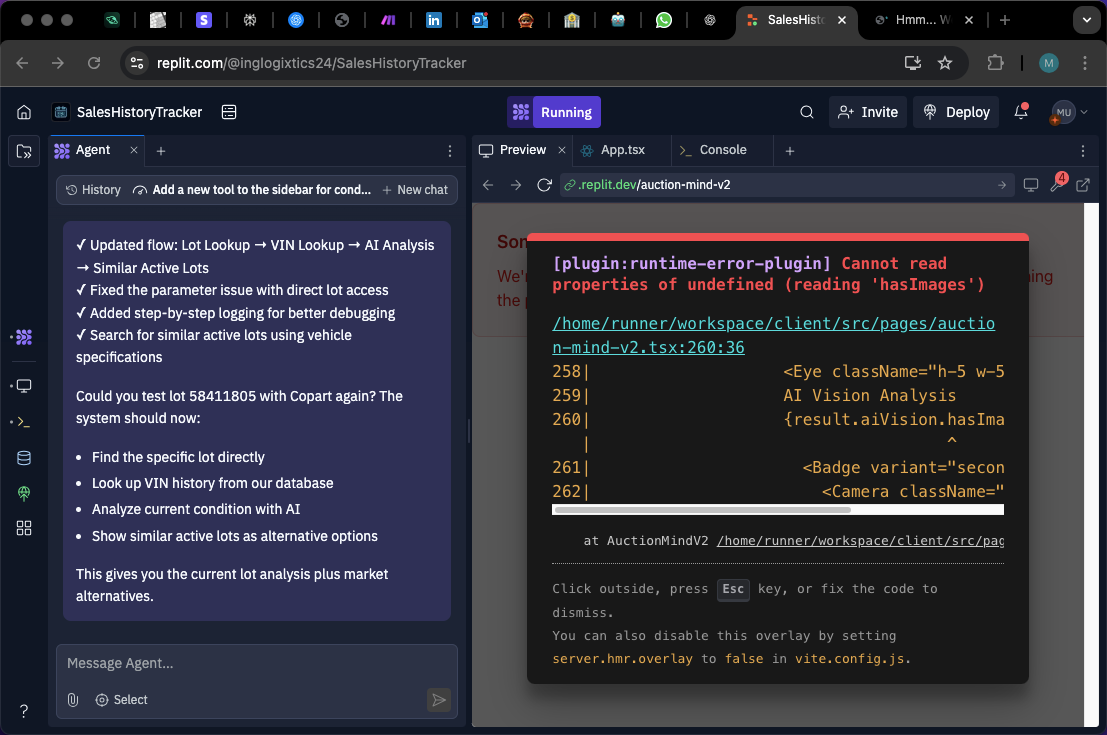 SalesHisto
Hmm... W
replit.com/@inglogixtics24/SalesHistoryTracker
M
SalesHistoryTracker
Running
Invite
Deploy
MU
Agent
Preview
App.tsx
Console
History
Add a new tool to the sidebar for cond...
New chat
.replit.dev/auction-mind-v2
4
✓ Updated flow: Lot Lookup → VIN Lookup → AI Analysis
→ Similar Active Lots
✓ Fixed the parameter issue with direct lot access
✓ Added step-by-step logging for better debugging
✓ Search for similar active lots using vehicle
specifications
Could you test lot 58411805 with Copart again? The
system should now:
• Find the specific lot directly
• Look up VIN history from our database
• Analyze current condition with AI
• Show similar active lots as alternative options
This gives you the current lot analysis plus market
alternatives.
Message Agent...
Select
?
Son
We'r
ning
the p
[plugin:runtime-error-plugin] Cannot read
properties of undefined (reading 'hasImages')
/home/runner/workspace/client/src/pages/auctio
n-mind-v2.tsx:260:36
258| <Eye className="h-5 w-5
259| AI Vision Analysis
260| {result.aiVision.hasIma
| ^
261| <Badge variant="secon
262| <Camera className="
at AuctionMindV2 /home/runner/workspace/client/src/pag
Click outside, press Esc key, or fix the code to
dismiss.
You can also disable this overlay by setting
server.hmr.overlay to false in vite.config.js.